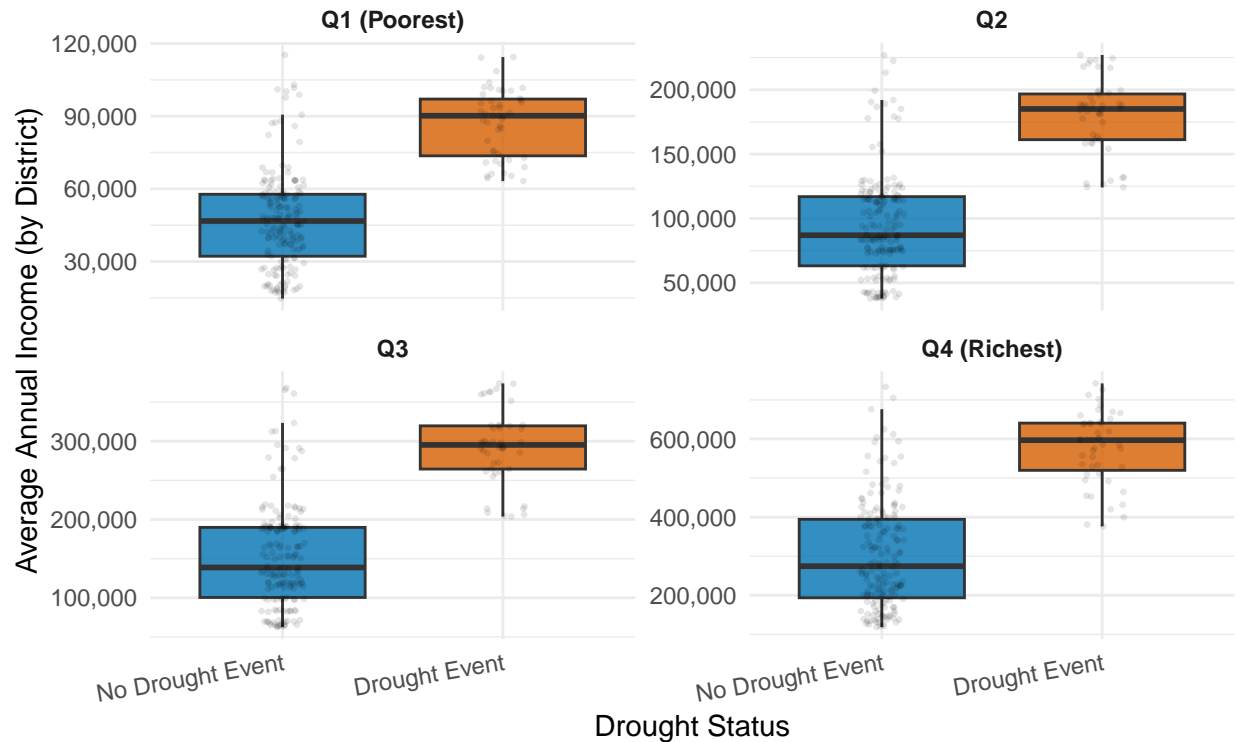 Q1 (Poorest)
Q2
120,000
90,000
60,000
30,000
200,000
150,000
100,000
50,000
Q3
Q4 (Richest)
300,000
200,000
100,000
600,000
400,000
200,000
Average Annual Income (by District)
No Drought Event
Drought Event
No Drought Event
Drought Event
Drought Status